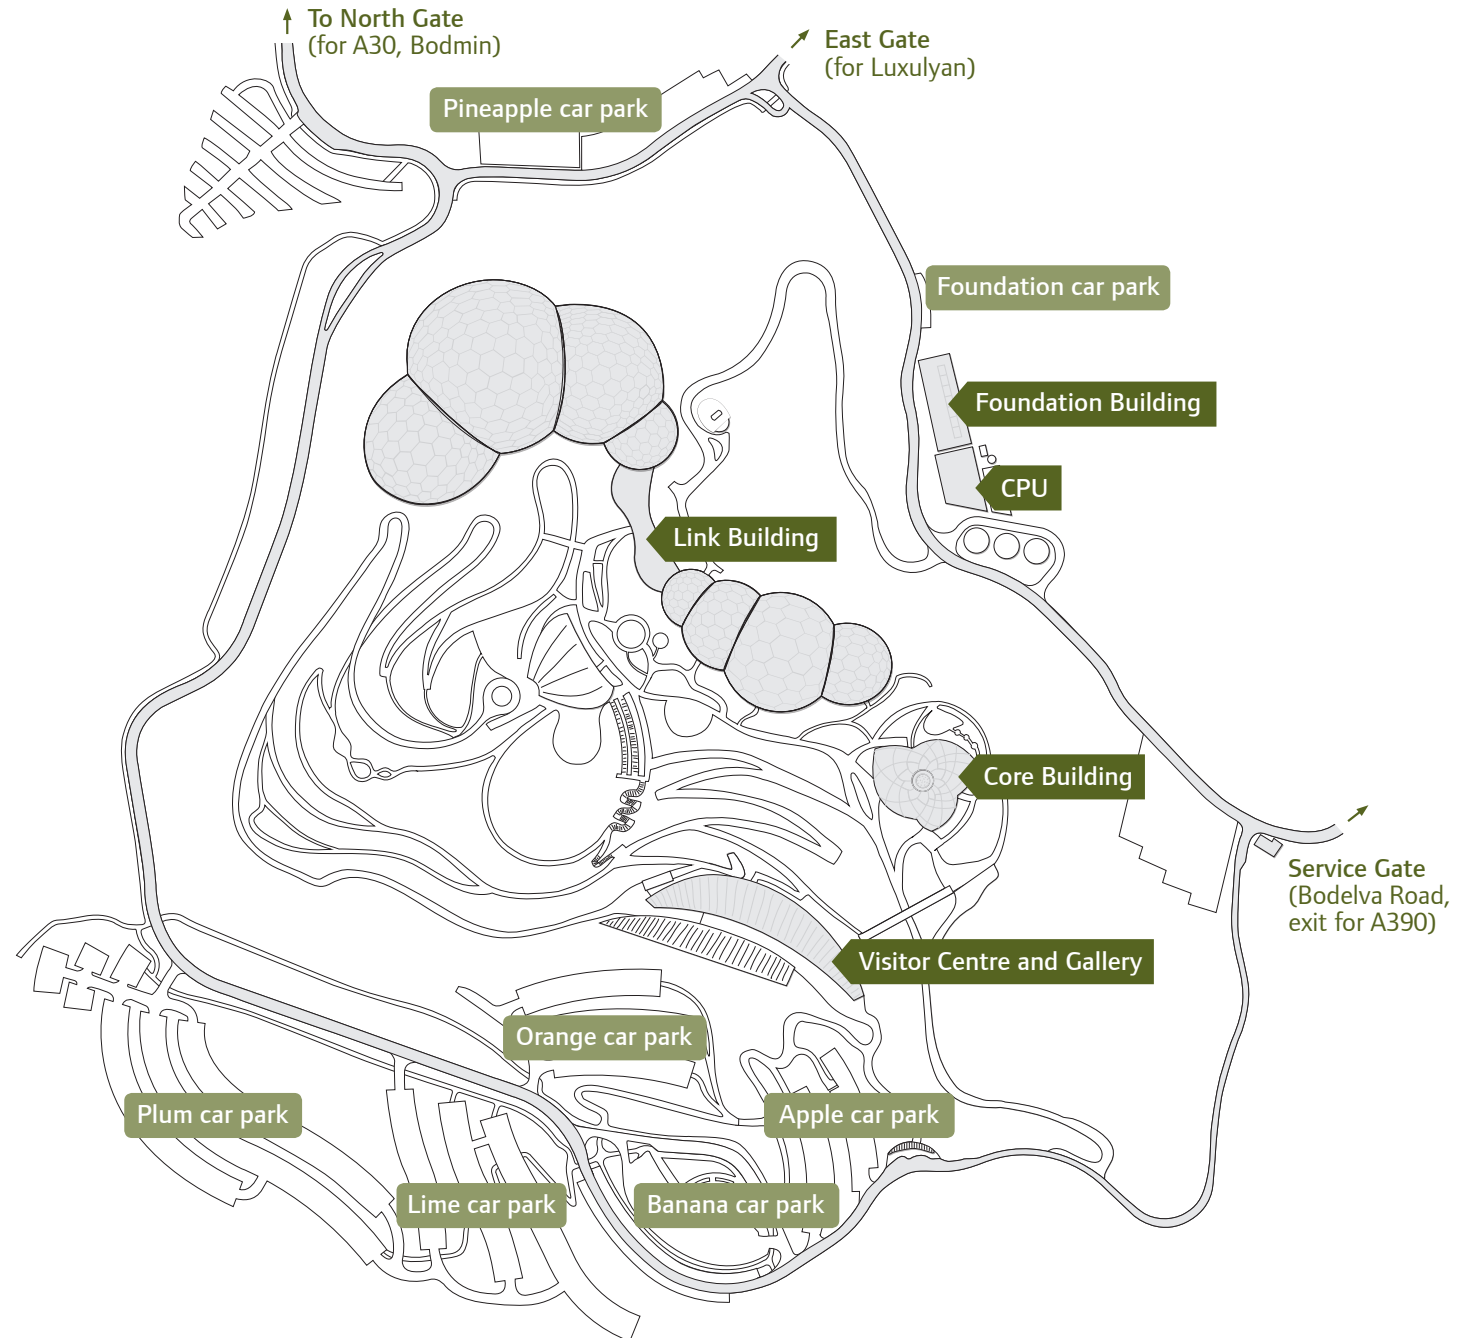 To North Gate
(for A30, Bodmin)
East Gate
(for Luxulyan)
Pineapple car park
Foundation car park
Foundation Building
CPU
Link Building
Core Building
Service Gate
(Bodelva Road,
exit for A390)
Visitor Centre and Gallery
Orange car park
Plum car park
Apple car park
Lime car park
Banana car park